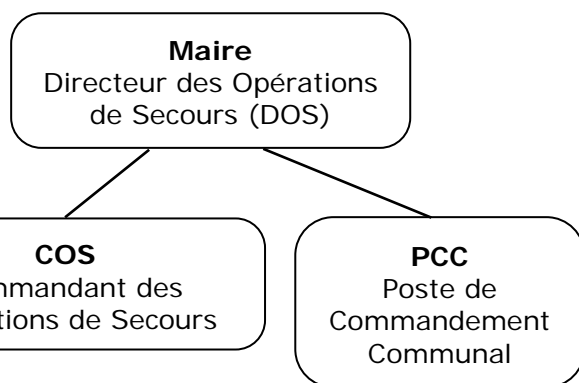 Maire
Directeur des Opérations
de Secours (DOS)
COS
mmandant des
tions de Secours
PCC
Poste de
Commandement
Communal